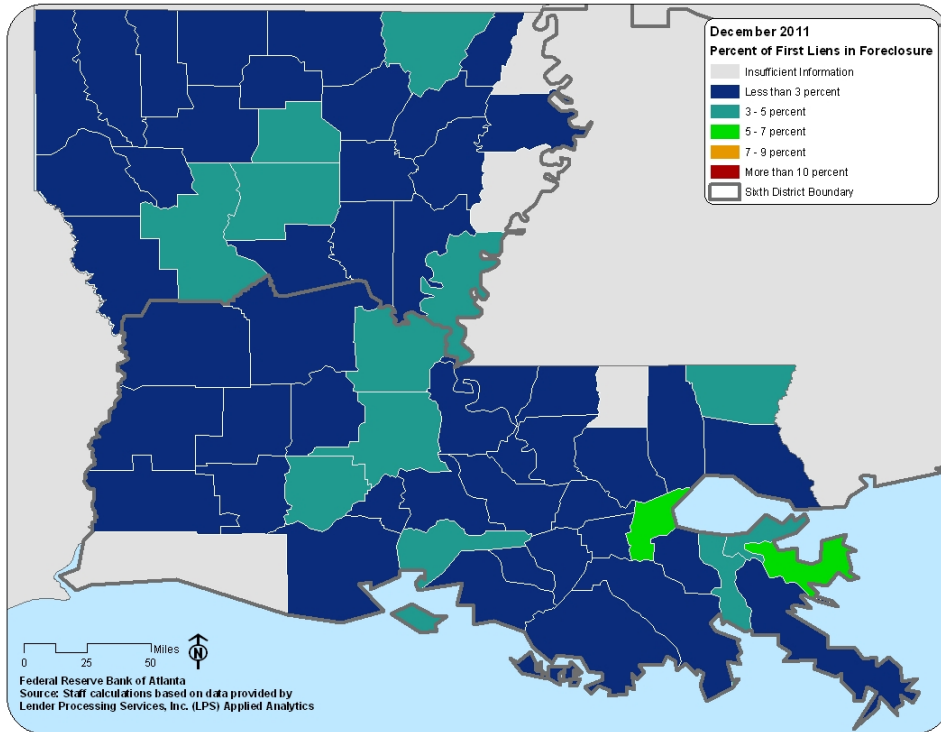 December 2011
Percent of First Liens in Foreclosure
Insufficient Information
Less than 3 percent
3 - 5 percent
5 - 7 percent
7 - 9 percent
More than 10 percent
Sixth District Boundary
Miles
0 25 50
N
Federal Reserve Bank of Atlanta
Source: Staff calculations based on data provided by
Lender Processing Services, Inc. (LPS) Applied Analytics